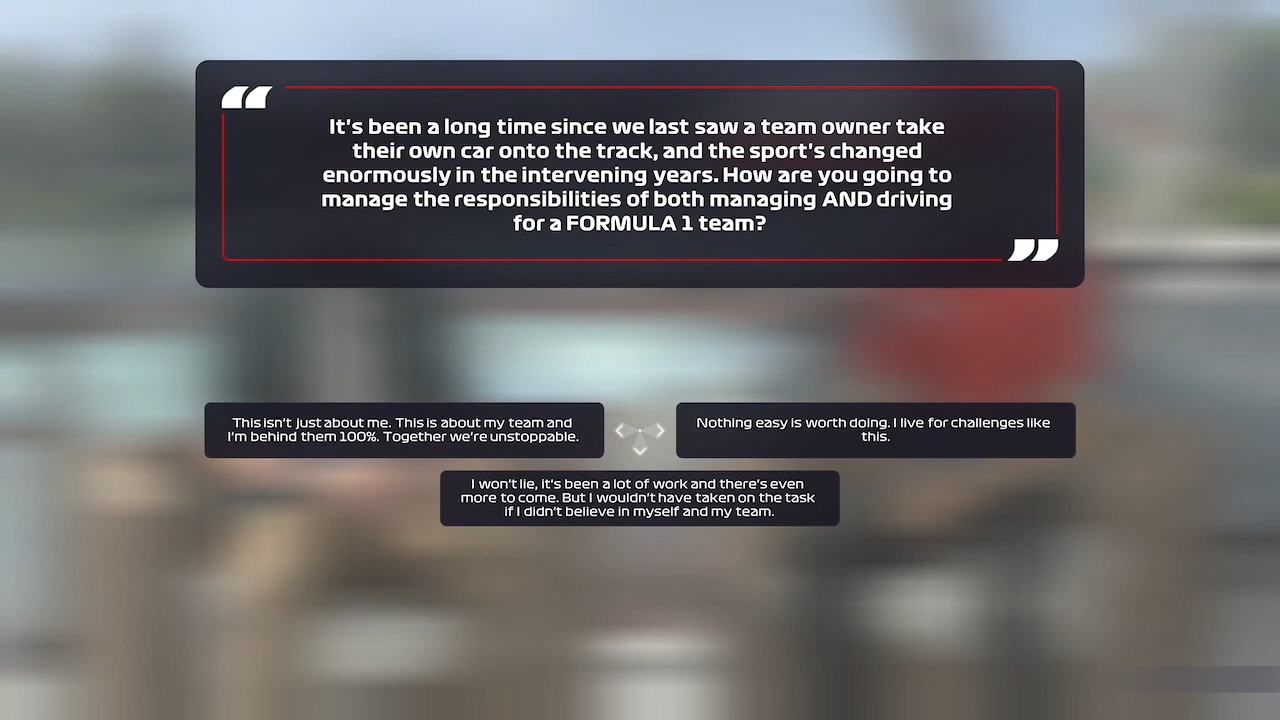 It's been a long time since we last saw a team owner take
their own car onto the track, and the sport's changed
enormously in the intervening years. How are you going to
manage the responsibilities of both managing AND driving
for a FORMULA 1 team?
This isn't just about me. This is about my team and
I'm behind them 100%. Together we're unstoppable.
Nothing easy is worth doing. I live for challenges like
this.
I won't lie, it's been a lot of work and there's even
more to come. But I wouldn't have taken on the task
if I didn't believe in myself and my team.